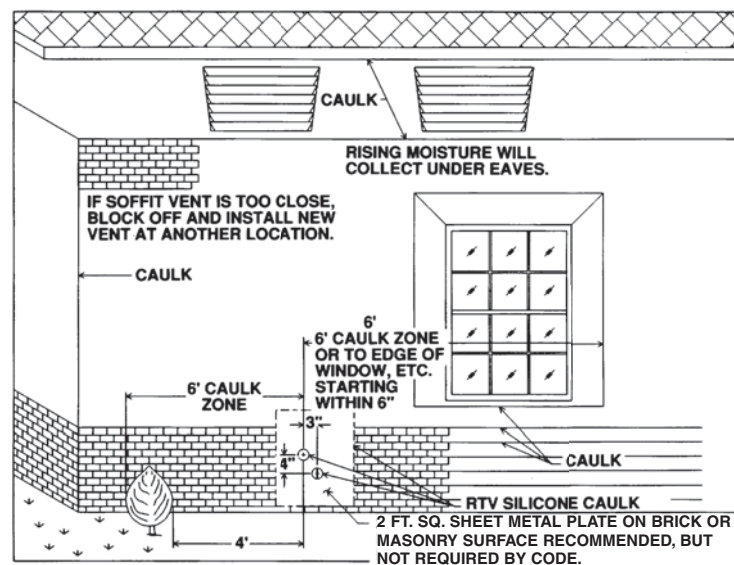 CAULK
RISING MOISTURE WILL
COLLECT UNDER EAVES.
IF SOFFIT VENT IS TOO CLOSE,
BLOCK OFF AND INSTALL NEW
VENT AT ANOTHER LOCATION.
CAULK
6'
6' CAULK ZONE
OR TO EDGE OF
WINDOW, ETC.
STARTING
WITHIN 6"
6' CAULK
ZONE
3"
4"
CAULK
RTV SILICONE CAULK
2 FT. SQ. SHEET METAL PLATE ON BRICK OR
MASONRY SURFACE RECOMMENDED, BUT
NOT REQUIRED BY CODE.
4'